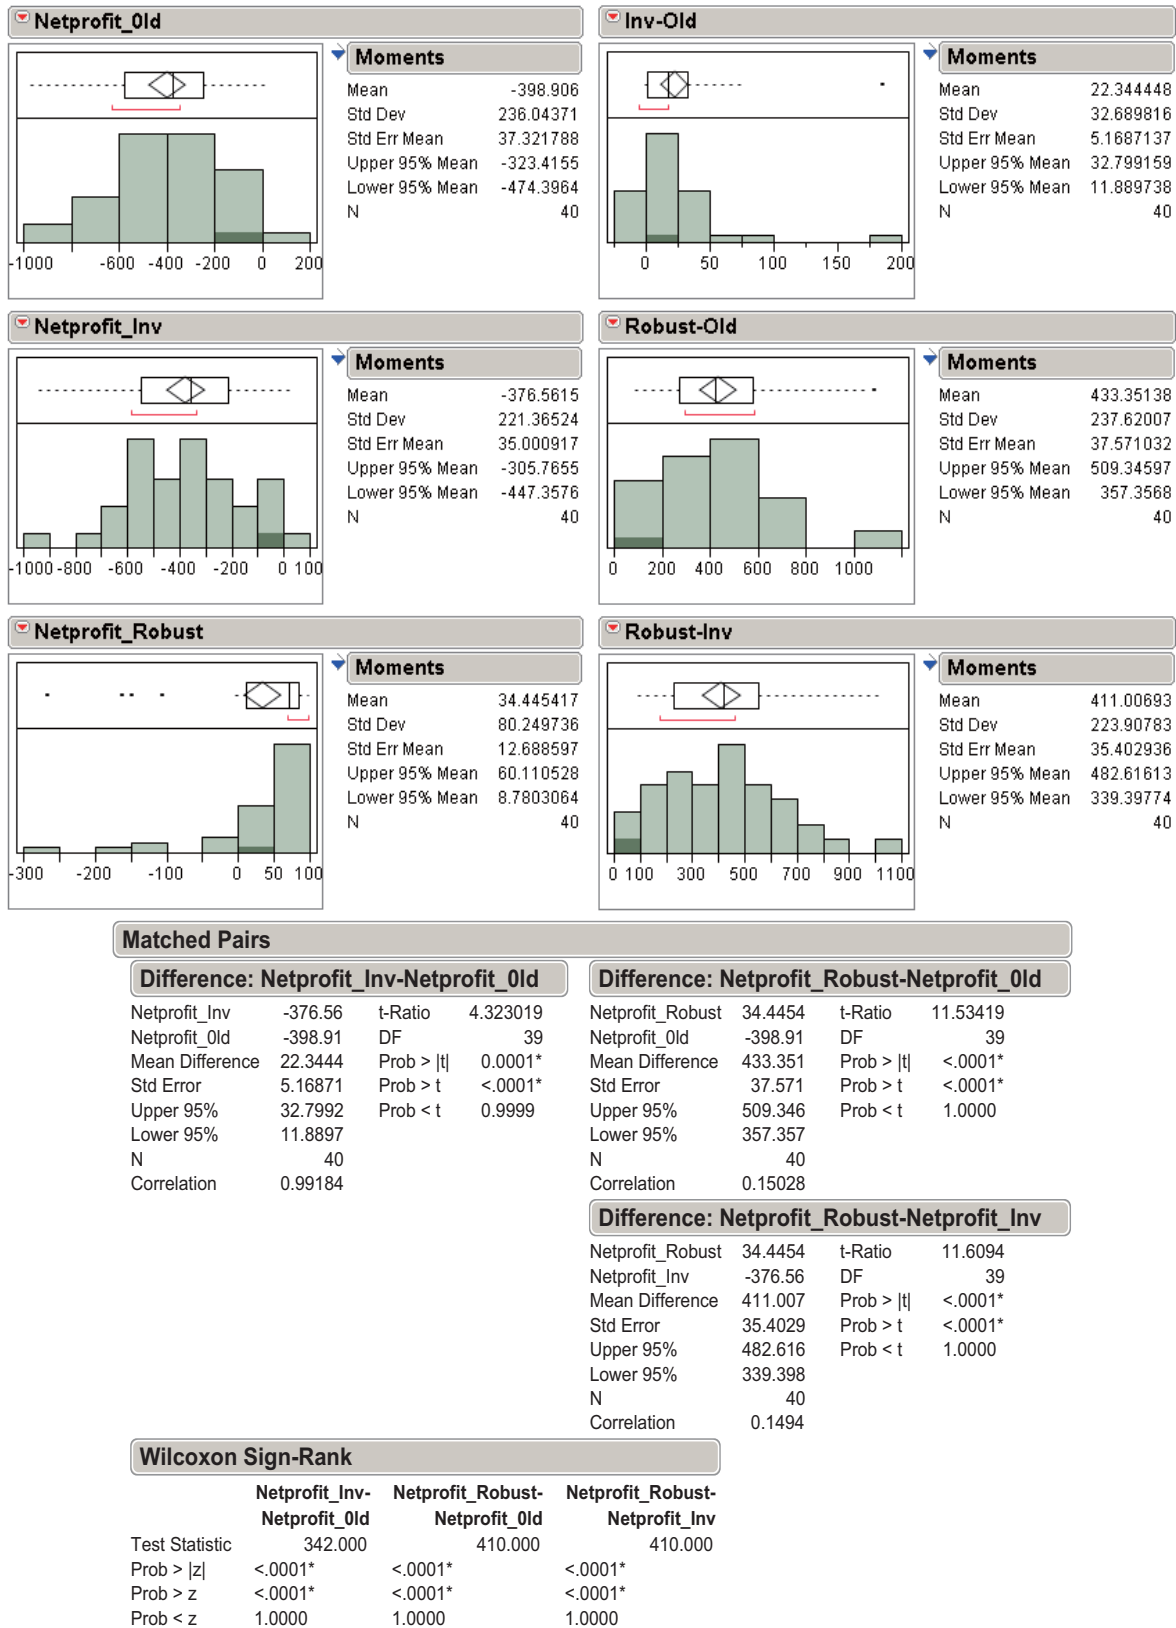 Netprofit_0ld
Moments
Mean -398.906
Std Dev 236.04371
Std Err Mean 37.321788
Upper 95% Mean -323.4155
Lower 95% Mean -474.3964
N 40
-1000 -600 -400 -200 0 200
Inv-Old
Moments
Mean 22.344448
Std Dev 32.689816
Std Err Mean 5.1687137
Upper 95% Mean 32.799159
Lower 95% Mean 11.889738
N 40
0 50 100 150 200
Netprofit_Inv
Moments
Mean -376.5615
Std Dev 221.36524
Std Err Mean 35.000917
Upper 95% Mean -305.7655
Lower 95% Mean -447.3576
N 40
-1000 -800 -600 -400 -200 0 100
Robust-Old
Moments
Mean 433.35138
Std Dev 237.62007
Std Err Mean 37.571032
Upper 95% Mean 509.34597
Lower 95% Mean 357.3568
N 40
0 200 400 600 800 1000
Netprofit_Robust
Moments
Mean 34.445417
Std Dev 80.249736
Std Err Mean 12.688597
Upper 95% Mean 60.110528
Lower 95% Mean 8.7803064
N 40
-300 -200 -100 0 50 100
Robust-Inv
Moments
Mean 411.00693
Std Dev 223.90783
Std Err Mean 35.402936
Upper 95% Mean 482.61613
Lower 95% Mean 339.39774
N 40
0 100 300 500 700 900 1100
Matched Pairs
Difference: Netprofit_Inv-Netprofit_0ld
Netprofit_Inv -376.56 t-Ratio 4.323019
Netprofit_0ld -398.91 DF 39
Mean Difference 22.3444 Prob > |t| 0.0001*
Std Error 5.16871 Prob > t <.0001*
Upper 95% 32.7992 Prob < t 0.9999
Lower 95% 11.8897
N 40
Correlation 0.99184
Difference: Netprofit_Robust-Netprofit_0ld
Netprofit_Robust 34.4454 t-Ratio 11.53419
Netprofit_0ld -398.91 DF 39
Mean Difference 433.351 Prob > |t| <.0001*
Std Error 37.571 Prob > t <.0001*
Upper 95% 509.346 Prob < t 1.0000
Lower 95% 357.357
N 40
Correlation 0.15028
Difference: Netprofit_Robust-Netprofit_Inv
Netprofit_Robust 34.4454 t-Ratio 11.6094
Netprofit_Inv -376.56 DF 39
Mean Difference 411.007 Prob > |t| <.0001*
Std Error 35.4029 Prob > t <.0001*
Upper 95% 482.616 Prob < t 1.0000
Lower 95% 339.398
N 40
Correlation 0.1494
Wilcoxon Sign-Rank
Netprofit_Inv- Netprofit_Robust- Netprofit_Robust-
Netprofit_0ld Netprofit_0ld Netprofit_Inv
Test Statistic 342.000 410.000 410.000
Prob > |z| <.0001* <.0001* <.0001*
Prob > z <.0001* <.0001* <.0001*
Prob < z 1.0000 1.0000 1.0000